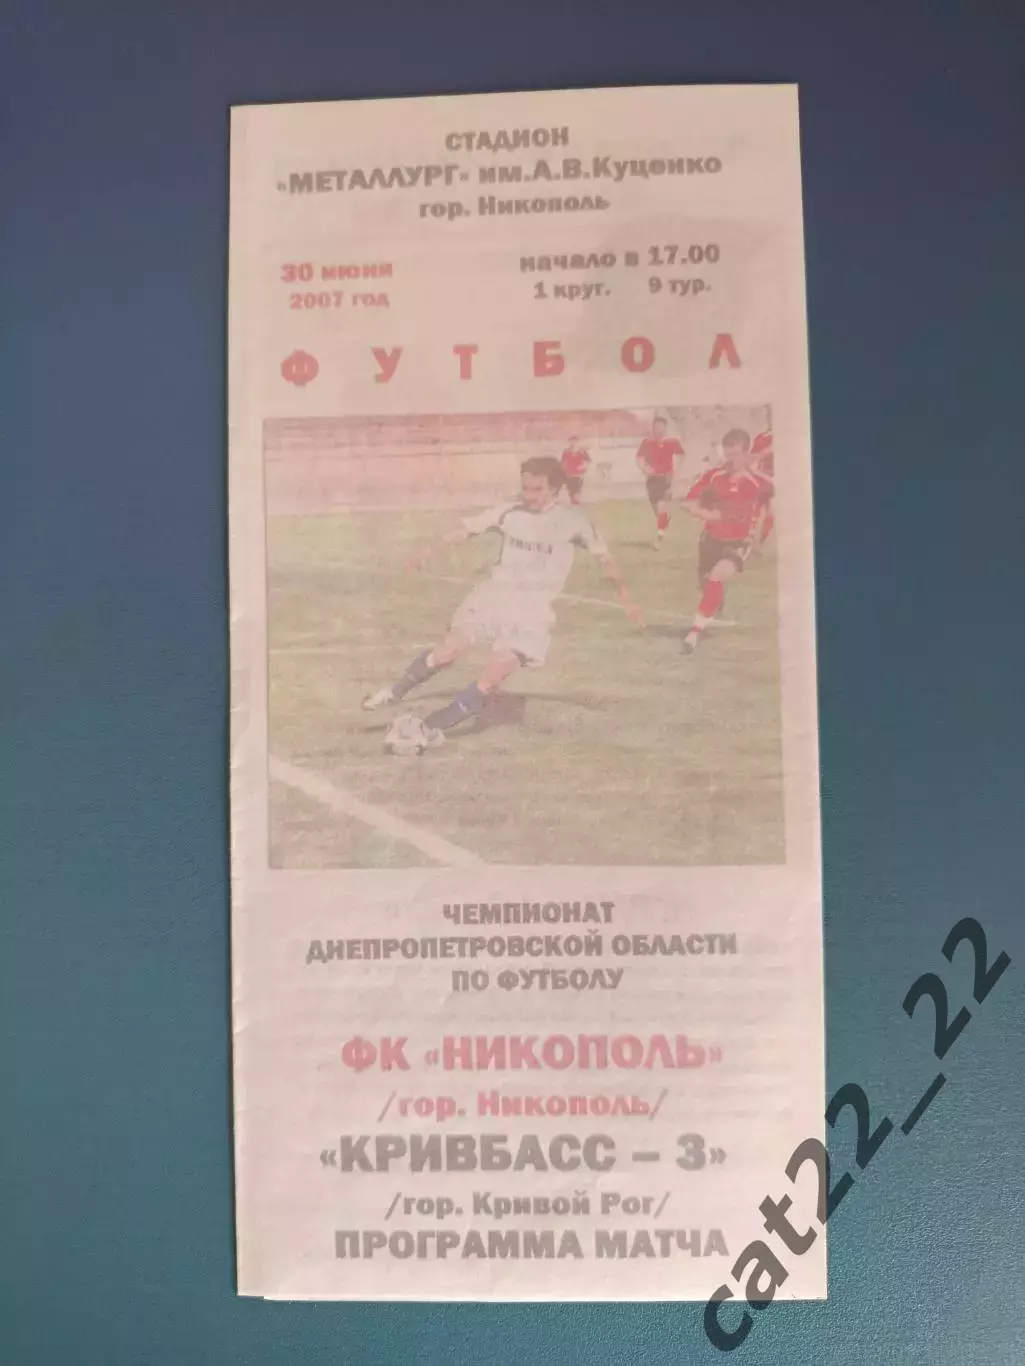 СТАДИОН
«МЕТАЛЛУРГ» им.А.В.Куценко
гор. Никополь
30 июня
2007 год
начало в 17.00
1 круг. 9 тур.
ФУТБОЛ
ЧЕМПИОНАТ
ДНЕПРОПЕТРОВСКОЙ ОБЛАСТИ
ПО ФУТБОЛУ
ФК «НИКОПОЛЬ»
/гор. Никополь/
«КРИВБАСС – 3»
/гор. Кривой Рог/
ПРОГРАММА МАТЧА
cat22_22